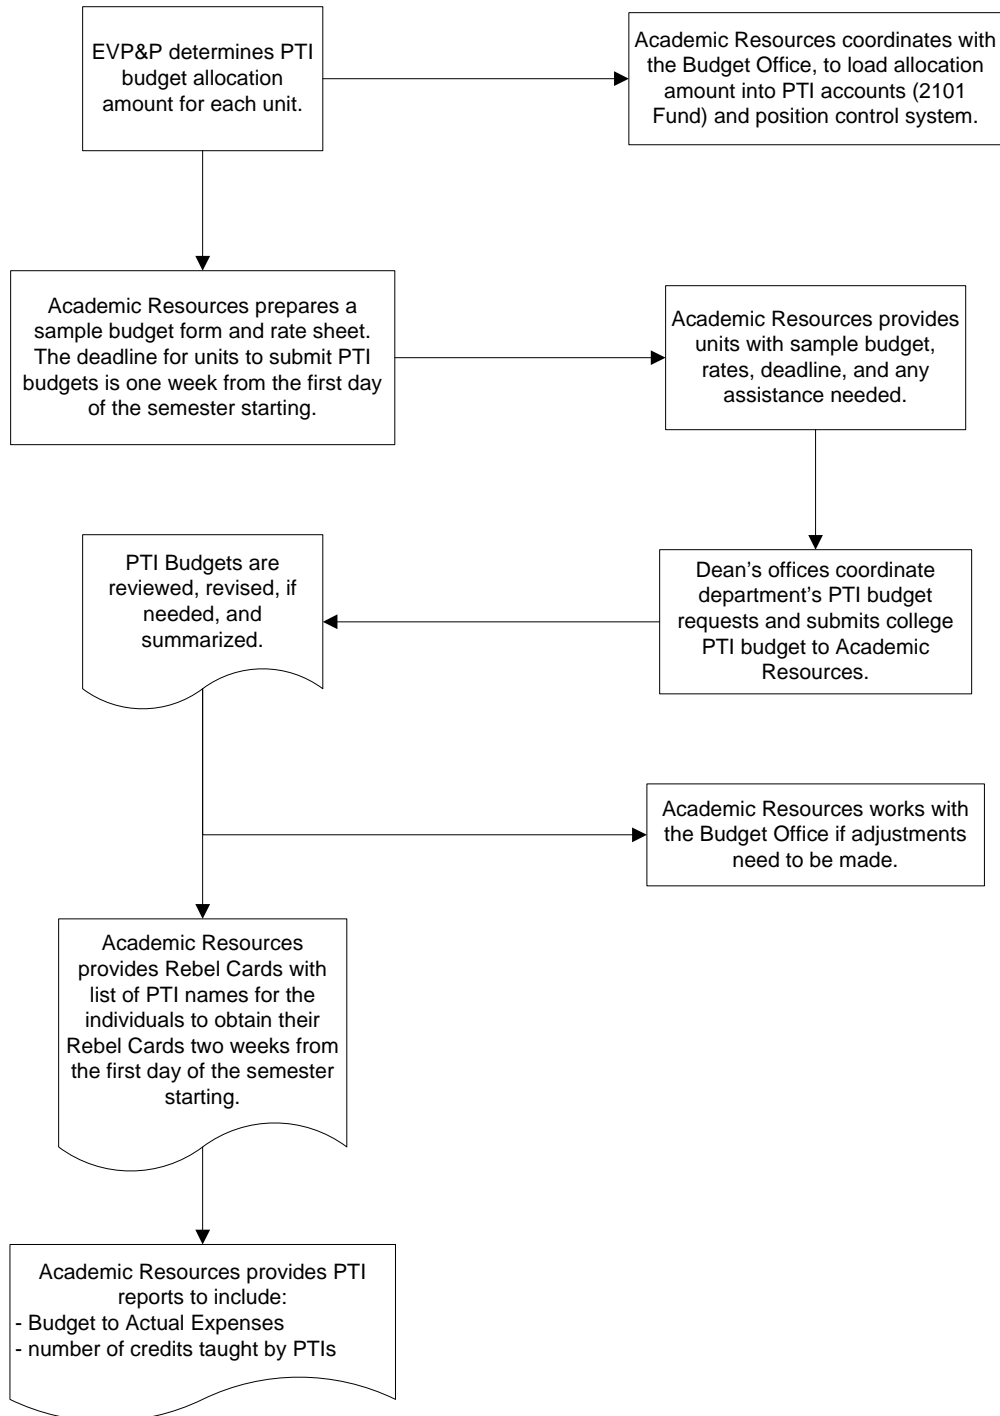 EVP&P determines PTI
budget allocation
amount for each unit.
Academic Resources coordinates with
the Budget Office, to load allocation
amount into PTI accounts (2101
Fund) and position control system.
Academic Resources prepares a
sample budget form and rate sheet.
The deadline for units to submit PTI
budgets is one week from the first day
of the semester starting.
Academic Resources provides
units with sample budget,
rates, deadline, and any
assistance needed.
Dean's offices coordinate
department's PTI budget
requests and submits college
PTI budget to Academic
Resources.
PTI Budgets are
reviewed, revised, if
needed, and
summarized.
Academic Resources works with
the Budget Office if adjustments
need to be made.
Academic Resources
provides Rebel Cards with
list of PTI names for the
individuals to obtain their
Rebel Cards two weeks from
the first day of the semester
starting.
Academic Resources provides PTI
reports to include:
- Budget to Actual Expenses
- number of credits taught by PTIs